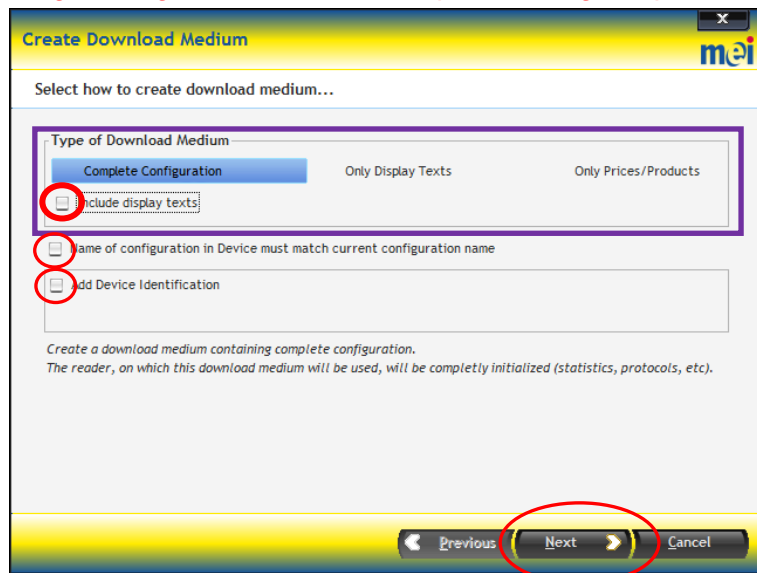 x
Create Download Medium
mei
Select how to create download medium...
Type of Download Medium
Complete Configuration Only Display Texts Only Prices/Products
Include display texts
Name of configuration in Device must match current configuration name
Add Device Identification
Create a download medium containing complete configuration.
The reader, on which this download medium will be used, will be completly initialized (statistics, protocols, etc).
Previous Next Cancel